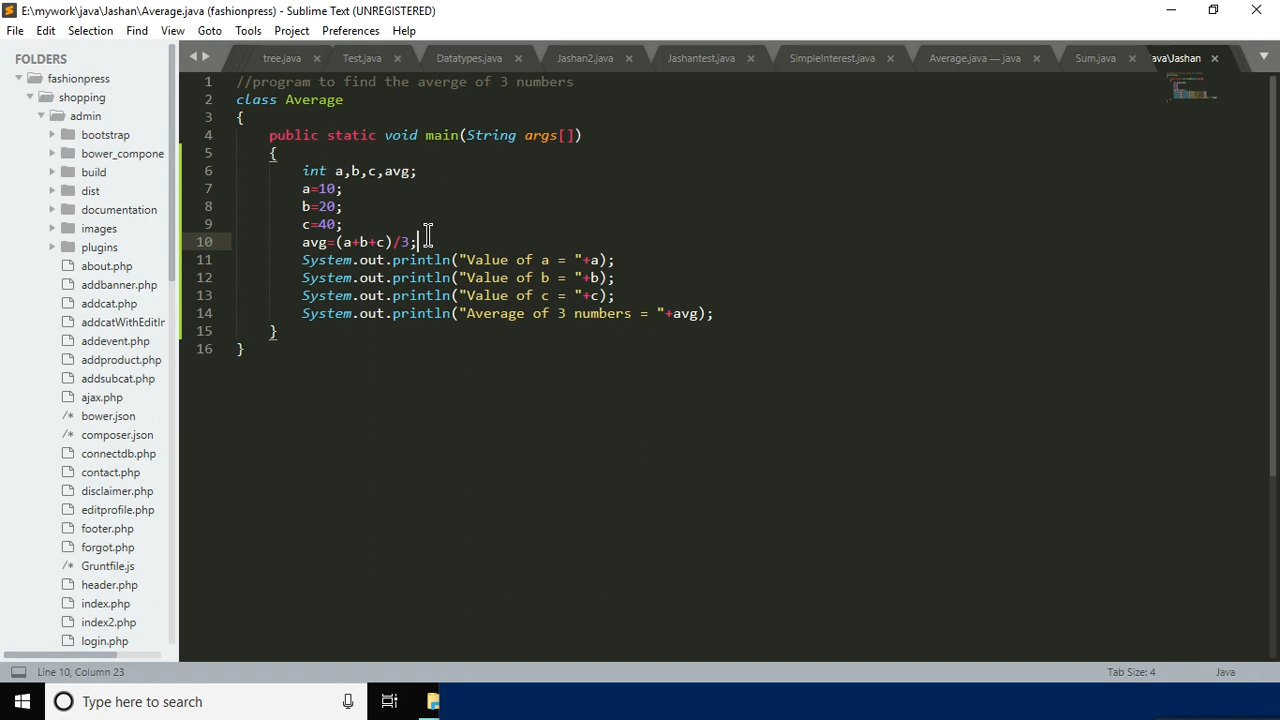 E:\mywork\java\Jashan\Average.java (fashionpress) - Sublime Text (UNREGISTERED)
File Edit Selection Find View Goto Tools Project Preferences Help
FOLDERS
fashionpress
shopping
admin
bootstrap
bower_compone
build
dist
documentation
images
plugins
about.php
addbanner.php
addcat.php
addcatWithEditIr
addevent.php
addproduct.php
addsubcat.php
ajax.php
/* bower.json
/* composer.json
connectdb.php
contact.php
disclaimer.php
editprofile.php
footer.php
forgot.php
/* Gruntfile.js
header.php
index.php
index2.php
login.php
tree.java Test.java Datatypes.java Jashan2.java Jashantest.java SimpleInterest.java Average.java — java Sum.java ava\Jashan
1 //program to find the averge of 3 numbers
2 class Average
3 {
4 public static void main(String args[])
5 {
6 int a,b,c,avg;
7 a=10;
8 b=20;
9 c=40;
10 avg=(a+b+c)/3;
11 System.out.println("Value of a = "+a);
12 System.out.println("Value of b = "+b);
13 System.out.println("Value of c = "+c);
14 System.out.println("Average of 3 numbers = "+avg);
15 }
16 }
Line 10, Column 23 Tab Size: 4 Java
Type here to search